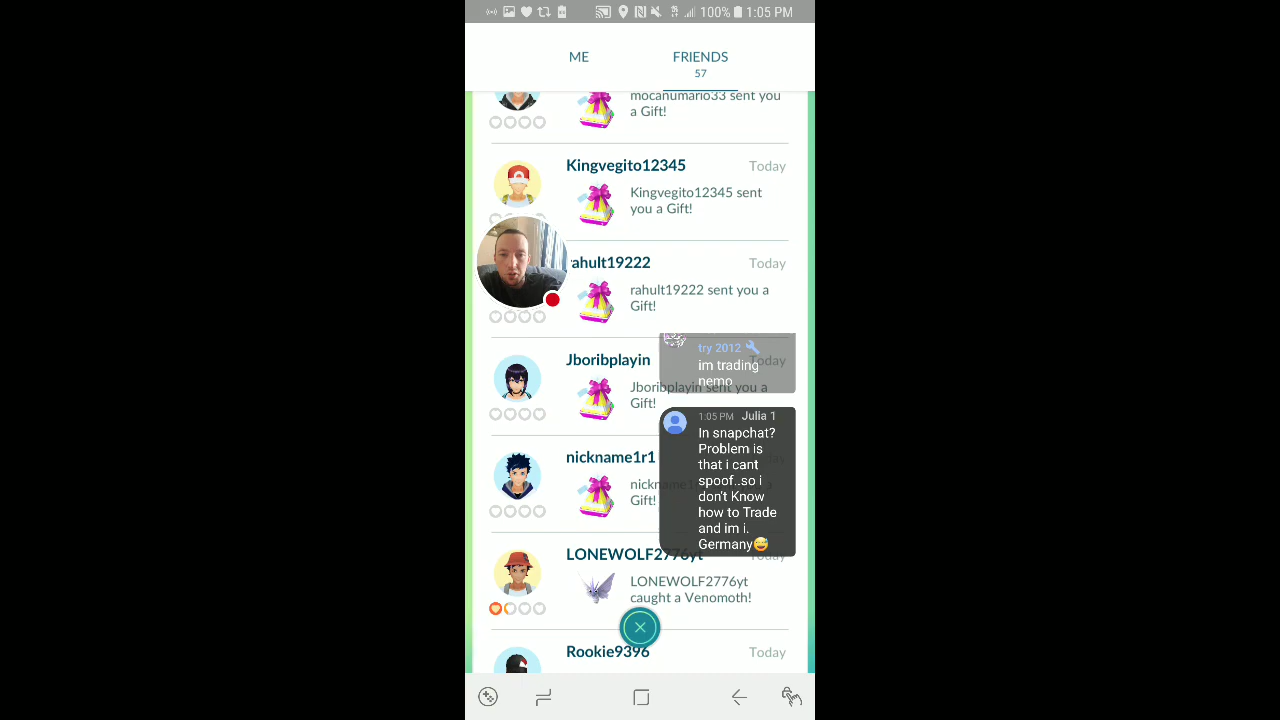 100% 1:05 PM
ME
FRIENDS
57
mocanumario33 sent you
a Gift!
Kingvegito12345
Today
Kingvegito12345 sent
you a Gift!
rahult19222
Today
rahult19222 sent you a
Gift!
Jboribplayin
Today
Jboribplayin sent you a
Gift!
try 2012
im trading
nemo
1:05 PM Julia 1
In snapchat?
Problem is
that i cant
spoof..so i
don't Know
how to Trade
and im i.
Germany😅
nickname1r1
Gift!
LONEWOLF2776yt
LONEWOLF2776yt
caught a Venomoth!
Rookie9396
Today